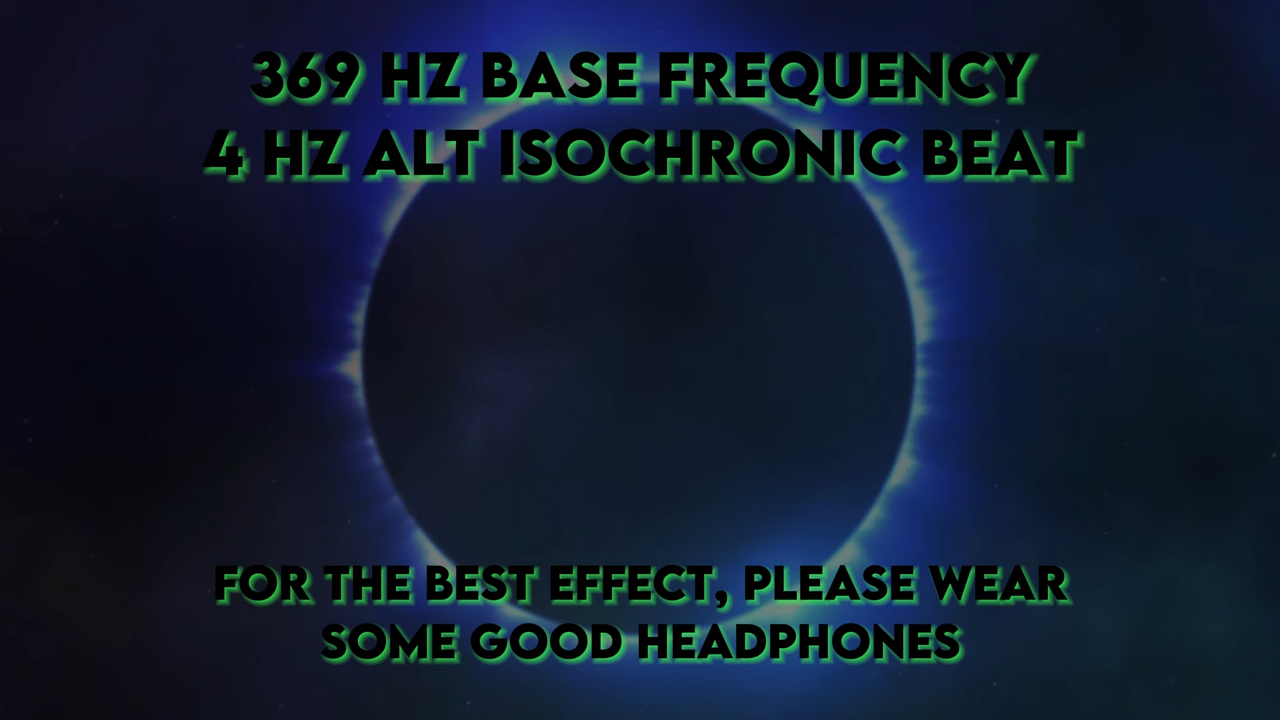 369 HZ BASE FREQUENCY
4 HZ ALT ISOCHRONIC BEAT
FOR THE BEST EFFECT, PLEASE WEAR
SOME GOOD HEADPHONES